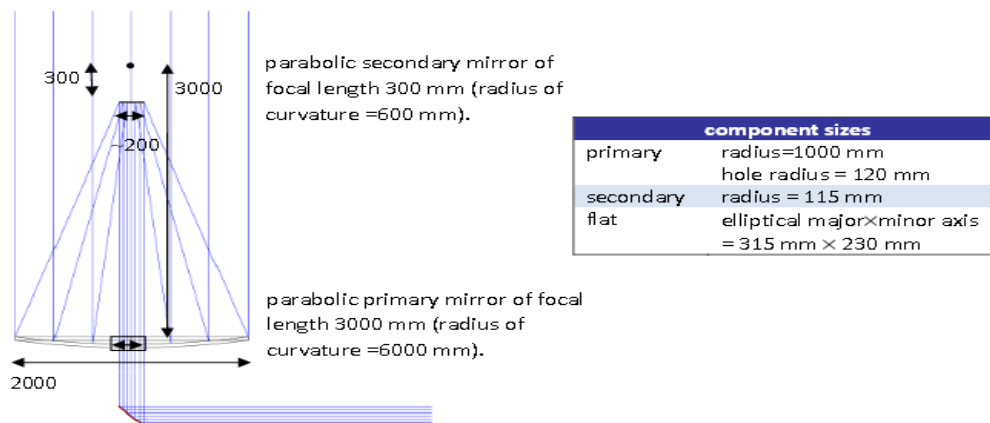 300
3000
~200
parabolic secondary mirror of
focal length 300 mm (radius of
curvature =600 mm).
component sizes
primary radius=1000 mm
hole radius = 120 mm
secondary radius = 115 mm
flat elliptical major×minor axis
= 315 mm × 230 mm
parabolic primary mirror of focal
length 3000 mm (radius of
curvature =6000 mm).
2000